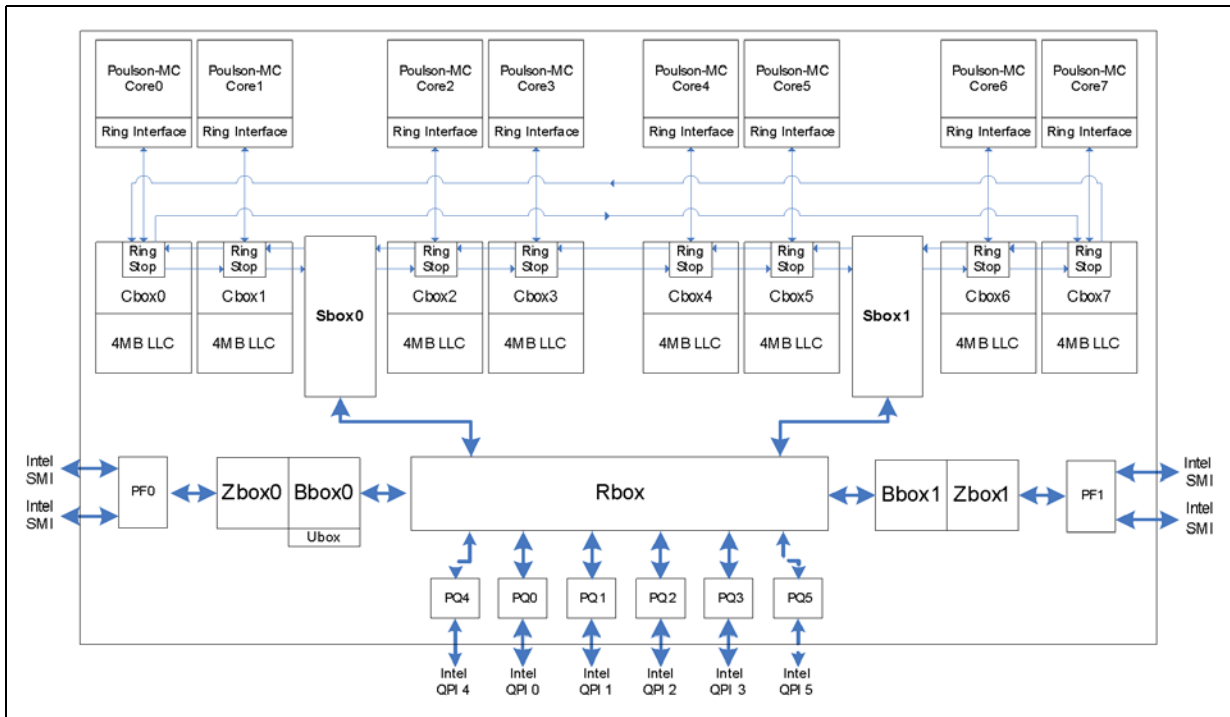 Poulson-MC Core0
Poulson-MC Core1
Poulson-MC Core2
Poulson-MC Core3
Poulson-MC Core4
Poulson-MC Core5
Poulson-MC Core6
Poulson-MC Core7
Ring Interface
Ring Interface
Ring Interface
Ring Interface
Ring Interface
Ring Interface
Ring Interface
Ring Interface
Ring Stop
Ring Stop
Ring Stop
Ring Stop
Ring Stop
Ring Stop
Ring Stop
Ring Stop
Cbox0
Cbox1
Sbox0
Cbox2
Cbox3
Cbox4
Cbox5
Sbox1
Cbox6
Cbox7
4MB LLC
4MB LLC
4MB LLC
4MB LLC
4MB LLC
4MB LLC
4MB LLC
4MB LLC
Intel SMI
Intel SMI
PF0
Zbox0
Bbox0
Ubox
Rbox
Bbox1
Zbox1
PF1
Intel SMI
Intel SMI
PQ4
PQ0
PQ1
PQ2
PQ3
PQ5
Intel QPI 4
Intel QPI 0
Intel QPI 1
Intel QPI 2
Intel QPI 3
Intel QPI 5